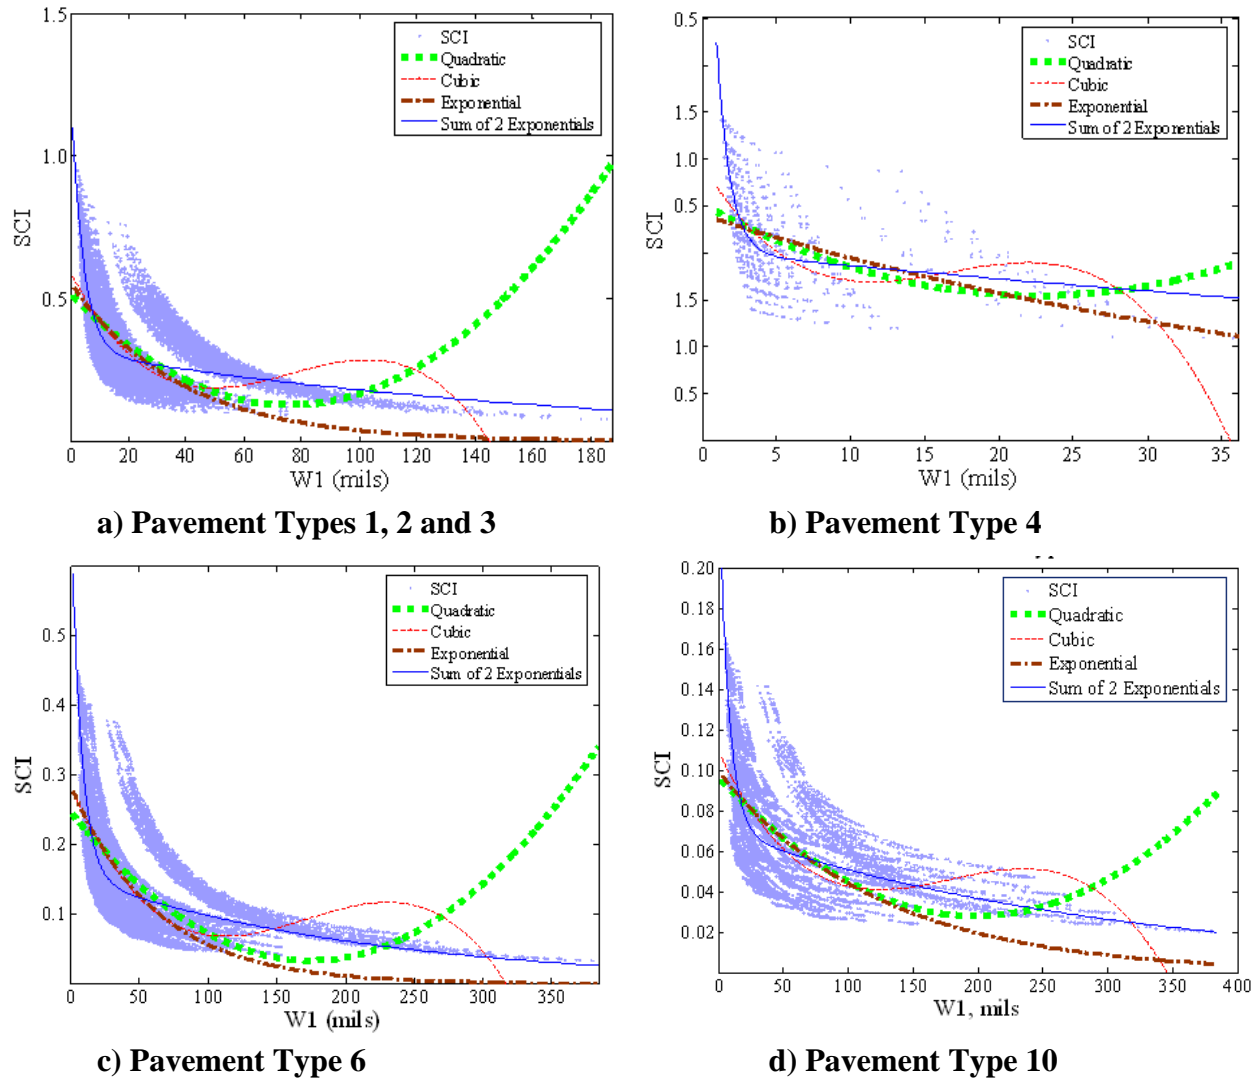 1.5
1.0
0.5
0
SCI
SCI
Quadratic
Cubic
Exponential
Sum of 2 Exponentials
0 20 40 60 80 100 120 140 160 180
W1 (mils)
a) Pavement Types 1, 2 and 3
0.5
1.5
1.0
0.5
1.5
1.0
0.5
SCI
SCI
Quadratic
Cubic
Exponential
Sum of 2 Exponentials
0 5 10 15 20 25 30 35
W1 (mils)
b) Pavement Type 4
0.5
0.4
0.3
0.2
0.1
SCI
SCI
Quadratic
Cubic
Exponential
Sum of 2 Exponentials
0 50 100 150 200 250 300 350
W1 (mils)
c) Pavement Type 6
0.20
0.18
0.16
0.14
0.12
0.10
0.08
0.06
0.04
0.02
SCI
SCI
Quadratic
Cubic
Exponential
Sum of 2 Exponentials
0 50 100 150 200 250 300 350 400
W1, mils
d) Pavement Type 10